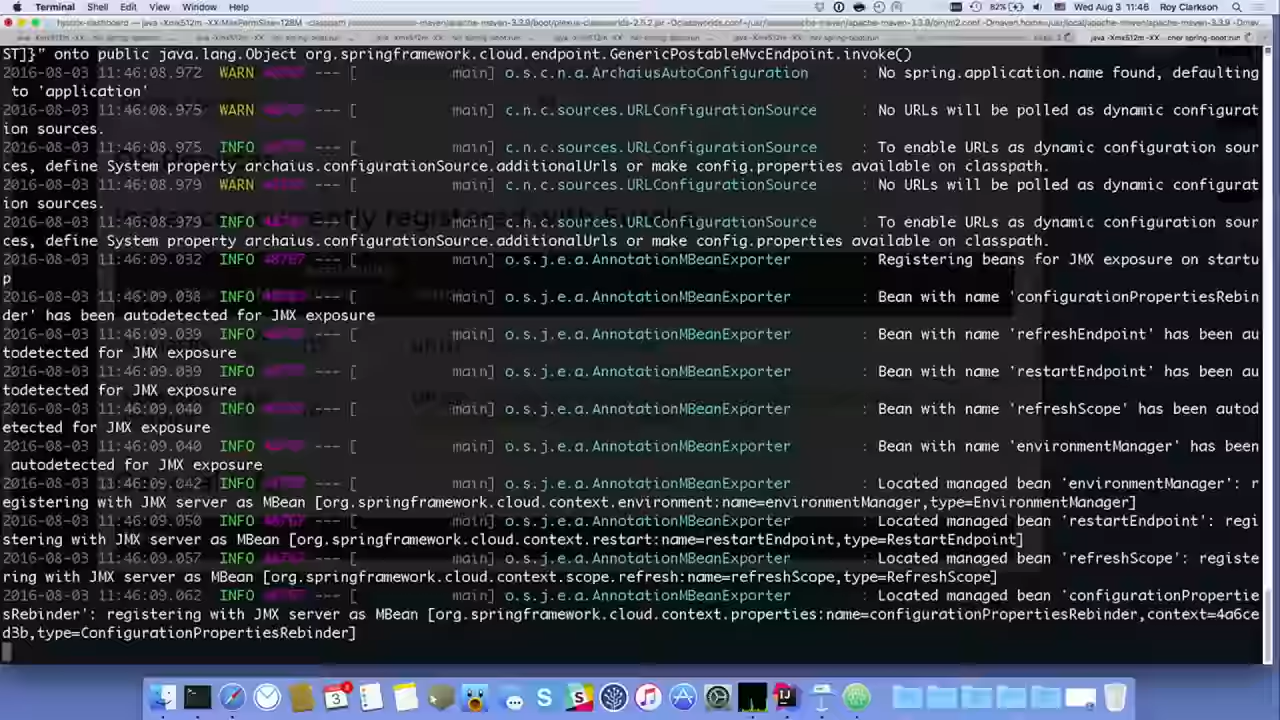 Terminal Shell Edit View Window Help
82% Wed Aug 3 11:46 Roy Clarkson
ST]}" onto public java.lang.Object org.springframework.cloud.endpoint.GenericPostableMvcEndpoint.invoke()
2016-08-03 11:46:08.972 WARN 48767 --- [ main] o.s.c.n.a.ArchaiusAutoConfiguration : No spring.application.name found, defaulting
to 'application'
2016-08-03 11:46:08.975 WARN 48767 --- [ main] c.n.c.sources.URLConfigurationSource : No URLs will be polled as dynamic configurat
ion sources.
2016-08-03 11:46:08.975 INFO 48767 --- [ main] c.n.c.sources.URLConfigurationSource : To enable URLs as dynamic configuration sour
ces, define System property archaius.configurationSource.additionalUrls or make config.properties available on classpath.
2016-08-03 11:46:08.979 WARN 48767 --- [ main] c.n.c.sources.URLConfigurationSource : No URLs will be polled as dynamic configurat
ion sources.
2016-08-03 11:46:08.979 INFO 48767 --- [ main] c.n.c.sources.URLConfigurationSource : To enable URLs as dynamic configuration sour
ces, define System property archaius.configurationSource.additionalUrls or make config.properties available on classpath.
2016-08-03 11:46:09.032 INFO 48767 --- [ main] o.s.j.e.a.AnnotationMBeanExporter : Registering beans for JMX exposure on startu
p
2016-08-03 11:46:09.038 INFO 48767 --- [ main] o.s.j.e.a.AnnotationMBeanExporter : Bean with name 'configurationPropertiesRebin
der' has been autodetected for JMX exposure
2016-08-03 11:46:09.039 INFO 48767 --- [ main] o.s.j.e.a.AnnotationMBeanExporter : Bean with name 'refreshEndpoint' has been au
todetected for JMX exposure
2016-08-03 11:46:09.039 INFO 48767 --- [ main] o.s.j.e.a.AnnotationMBeanExporter : Bean with name 'restartEndpoint' has been au
todetected for JMX exposure
2016-08-03 11:46:09.040 INFO 48767 --- [ main] o.s.j.e.a.AnnotationMBeanExporter : Bean with name 'refreshScope' has been autod
etected for JMX exposure
2016-08-03 11:46:09.040 INFO 48767 --- [ main] o.s.j.e.a.AnnotationMBeanExporter : Bean with name 'environmentManager' has been
autodetected for JMX exposure
2016-08-03 11:46:09.042 INFO 48767 --- [ main] o.s.j.e.a.AnnotationMBeanExporter : Located managed bean 'environmentManager': r
egistering with JMX server as MBean [org.springframework.cloud.context.environment:name=environmentManager,type=EnvironmentManager]
2016-08-03 11:46:09.050 INFO 48767 --- [ main] o.s.j.e.a.AnnotationMBeanExporter : Located managed bean 'restartEndpoint': regi
stering with JMX server as MBean [org.springframework.cloud.context.restart:name=restartEndpoint,type=RestartEndpoint]
2016-08-03 11:46:09.057 INFO 48767 --- [ main] o.s.j.e.a.AnnotationMBeanExporter : Located managed bean 'refreshScope': registe
ring with JMX server as MBean [org.springframework.cloud.context.scope.refresh:name=refreshScope,type=RefreshScope]
2016-08-03 11:46:09.062 INFO 48767 --- [ main] o.s.j.e.a.AnnotationMBeanExporter : Located managed bean 'configurationProperti
esRebinder': registering with JMX server as MBean [org.springframework.cloud.context.properties:name=configurationPropertiesRebinder,context=4a6ce
d3b,type=ConfigurationPropertiesRebinder]